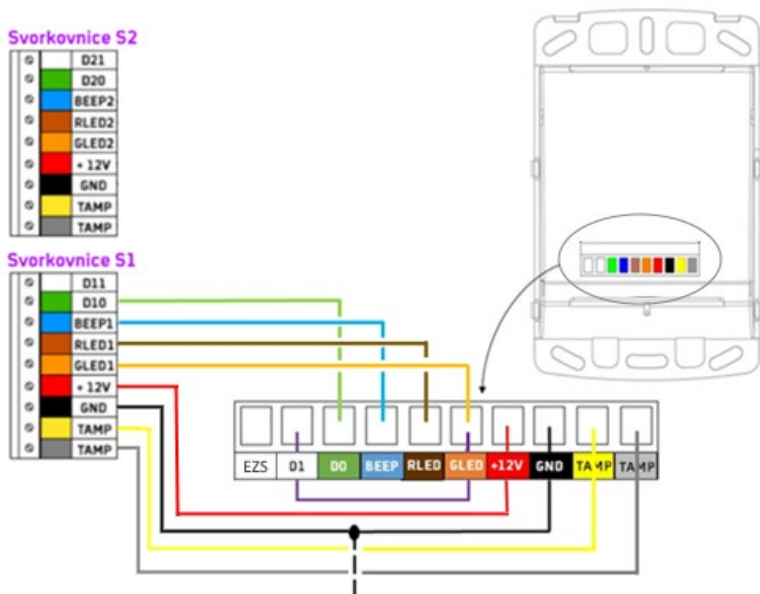 Svorkovnice S2
D21
D20
BEEP2
RLED2
GLED2
+ 12V
GND
TAMP
TAMP
Svorkovnice S1
D11
D10
BEEP1
RLED1
GLED1
+ 12V
GND
TAMP
TAMP
EZS D1 D0 BEEP RLED GLED +12V GND TAMP TAMP